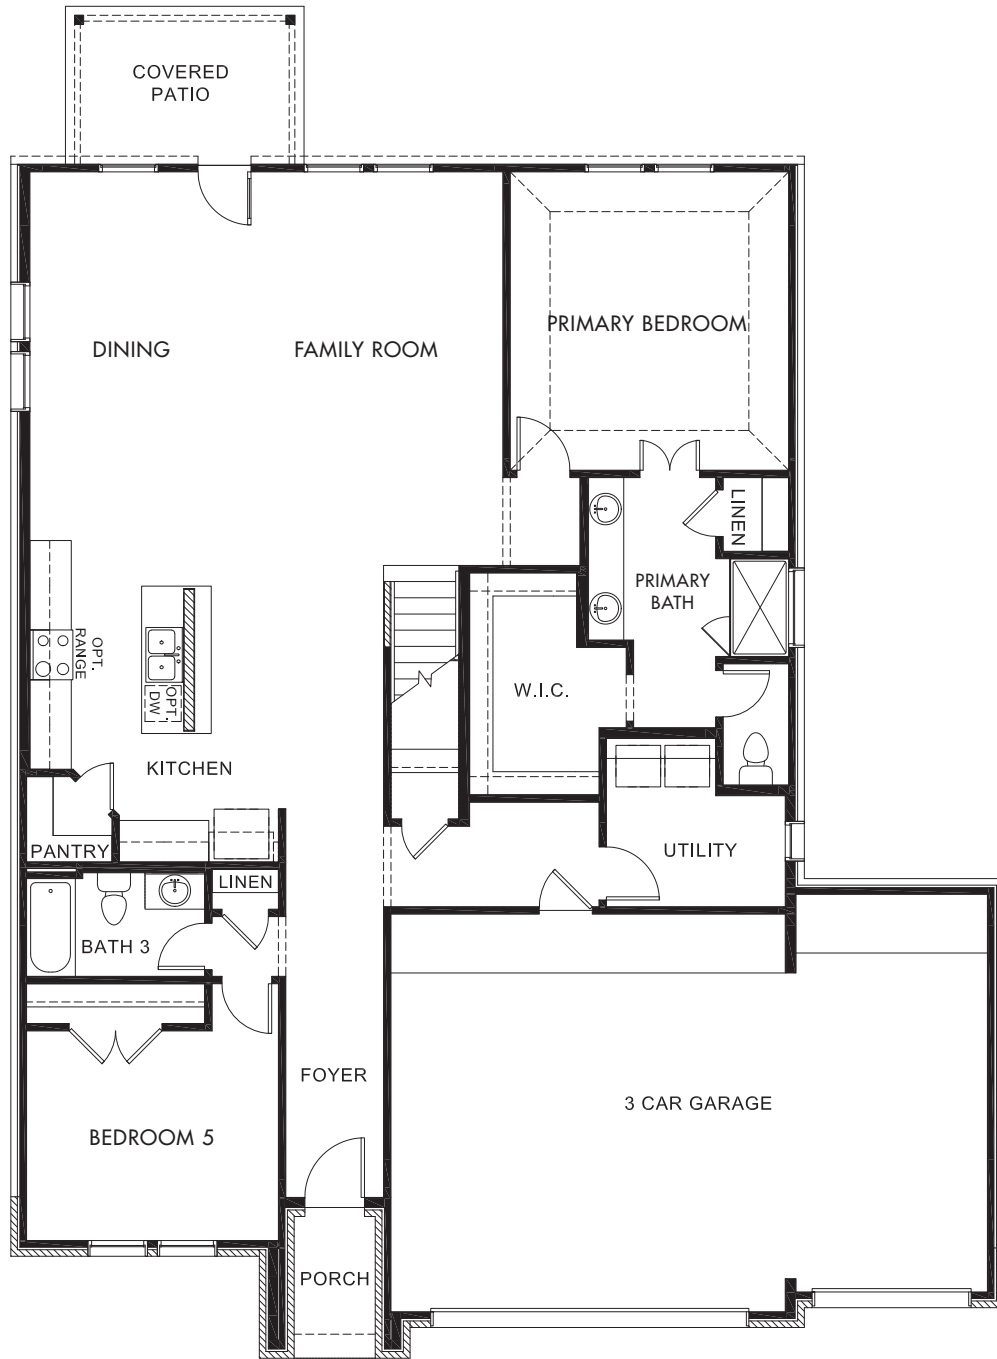 COVERED
PATIO
PRIMARY BEDROOM
DINING
FAMILY ROOM
LINEN
PRIMARY
BATH
OPT.
RANGE
W.I.C.
OPT.
DW
KITCHEN
PANTRY
UTILITY
LINEN
BATH 3
FOYER
3 CAR GARAGE
BEDROOM 5
PORCH